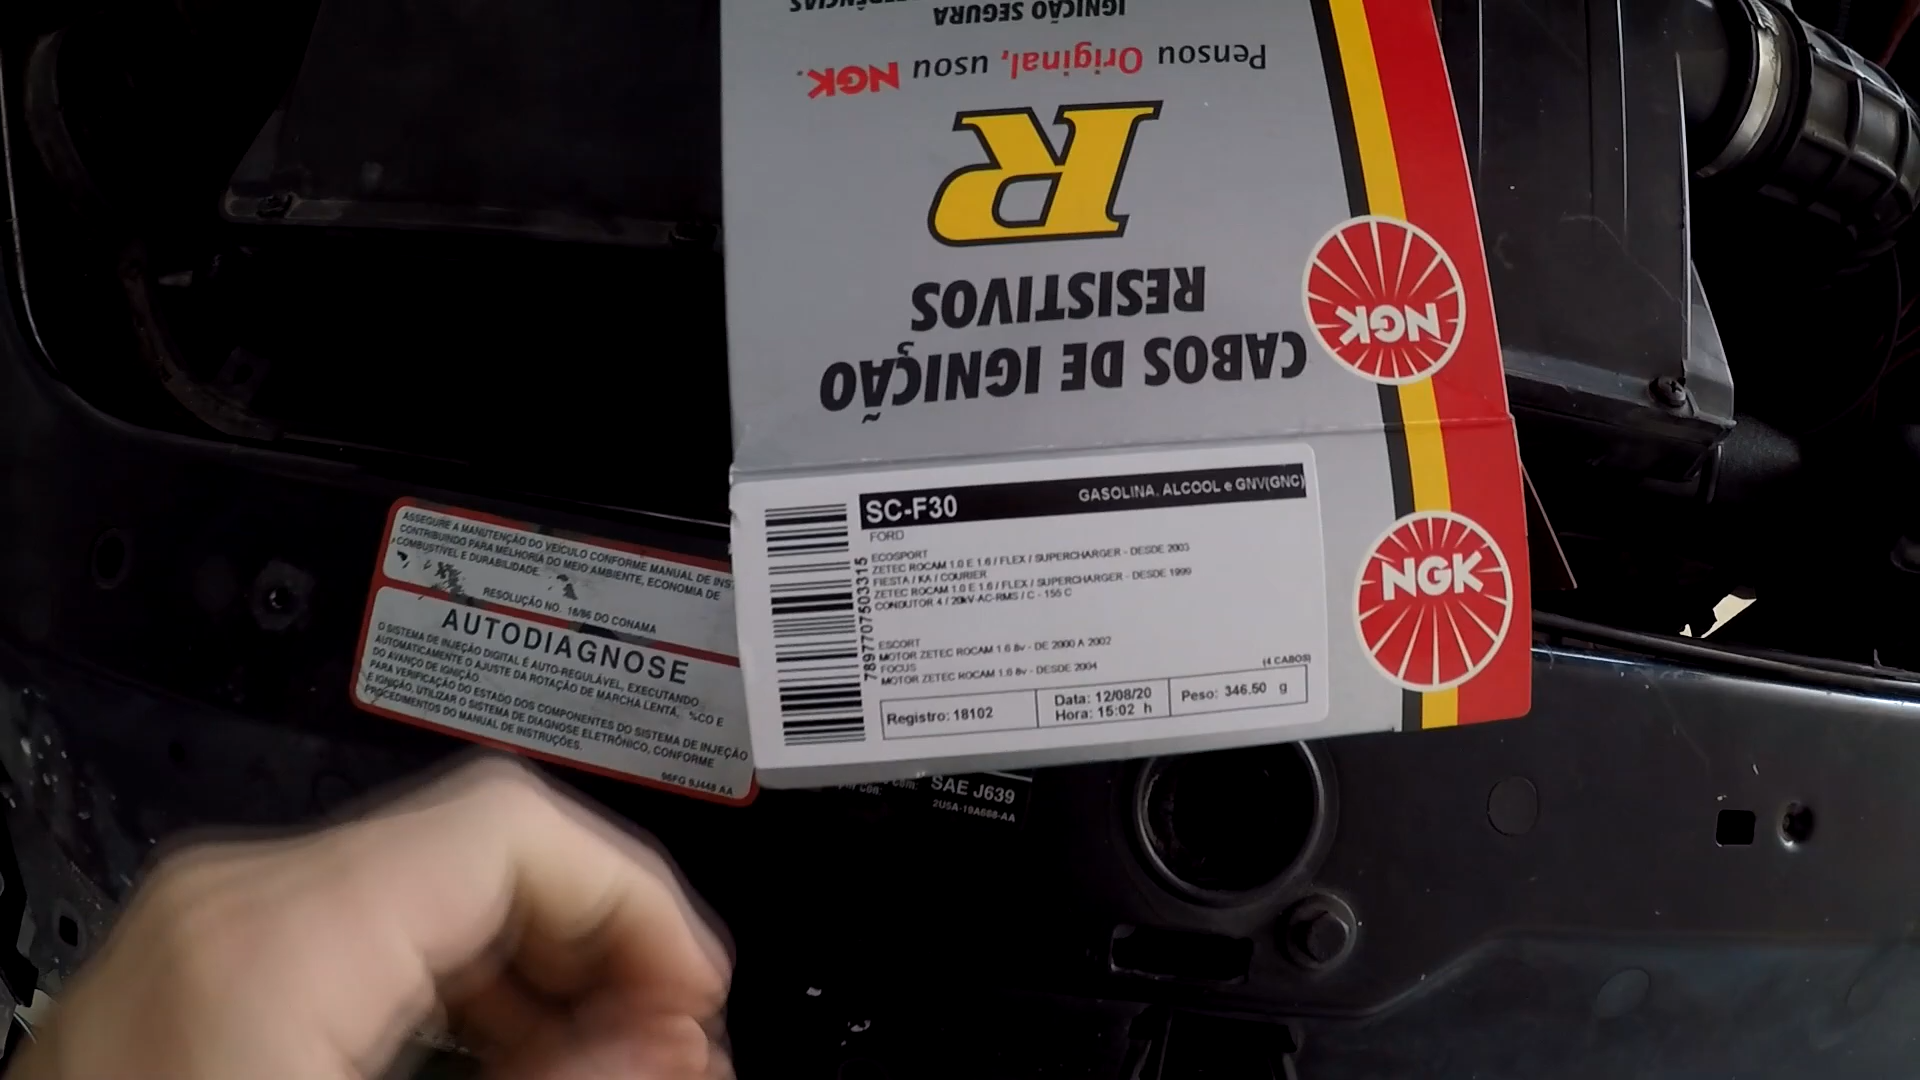 IGNIÇÃO SEGURA
Pensou Original, usou NGK.
R
CABOS DE IGNIÇÃO
RESISTIVOS
NGK
SC-F30
GASOLINA. ALCOOL e GNV(GNC)
FORD
ECOSPORT
ZETEC ROCAM 1.0 E 1.6 / FLEX / SUPERCHARGER - DESDE 2003
FIESTA / KA / COURIER
ZETEC ROCAM 1.0 E 1.6 / FLEX / SUPERCHARGER - DESDE 1999
CONDUTOR 4 / 20kV-AC-RMS / C - 155 C
ESCORT
MOTOR ZETEC ROCAM 1.6 8v - DE 2000 A 2002
FOCUS
MOTOR ZETEC ROCAM 1.6 8v - DESDE 2004
(4 CABOS)
Registro: 18102
Data: 12/08/20
Hora: 15:02 h
Peso: 346.50 g
7897707503315
NGK
ASSEGURE A MANUTENÇÃO DO VEÍCULO CONFORME MANUAL DE
CONTRIBUINDO PARA MELHORIA DO MEIO AMBIENTE, ECONOMIA DE
COMBUSTÍVEL E DURABILIDADE.
RESOLUÇÃO NO. 18/86 DO CONAMA
AUTODIAGNOSE
O SISTEMA DE INJEÇÃO DIGITAL É AUTO-REGULÁVEL, EXECUTANDO
AUTOMATICAMENTE O AJUSTE DA ROTAÇÃO DE MARCHA LENTA, %CO E
DO AVANÇO DE IGNIÇÃO.
PARA VERIFICAÇÃO DO ESTADO DOS COMPONENTES DO SISTEMA DE INJEÇÃO
E IGNIÇÃO, UTILIZAR O SISTEMA DE DIAGNOSE ELETRÔNICO, CONFORME
PROCEDIMENTOS DO MANUAL DE INSTRUÇÕES.
SAE J639